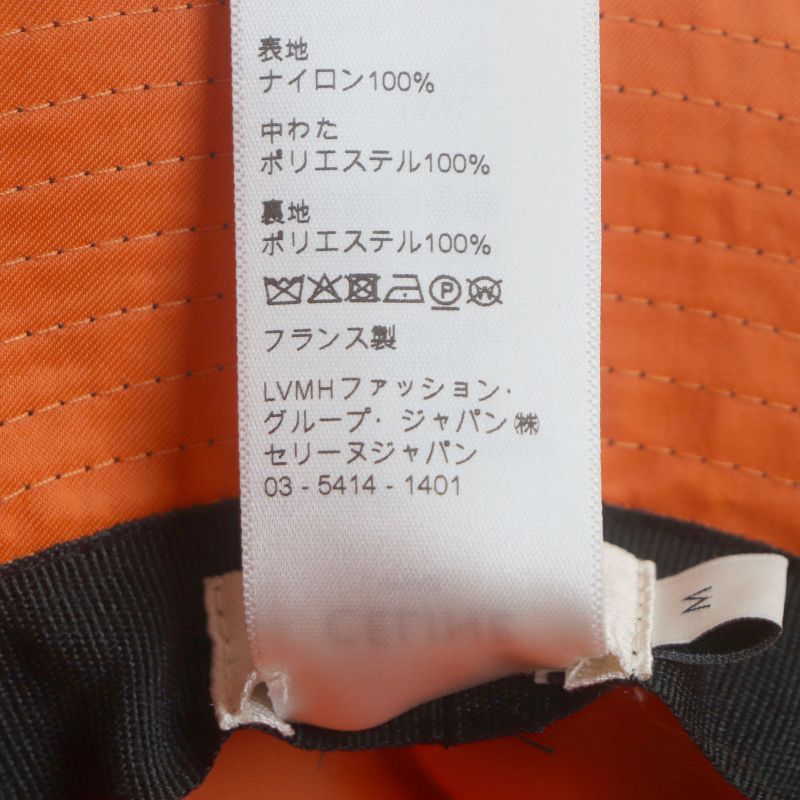 表地
ナイロン100%
中わた
ポリエステル100%
裏地
ポリエステル100%
P W
フランス製
LVMHファッション・
グループ・ジャパン㈱
セリーヌジャパン
03 - 5414 - 1401
M